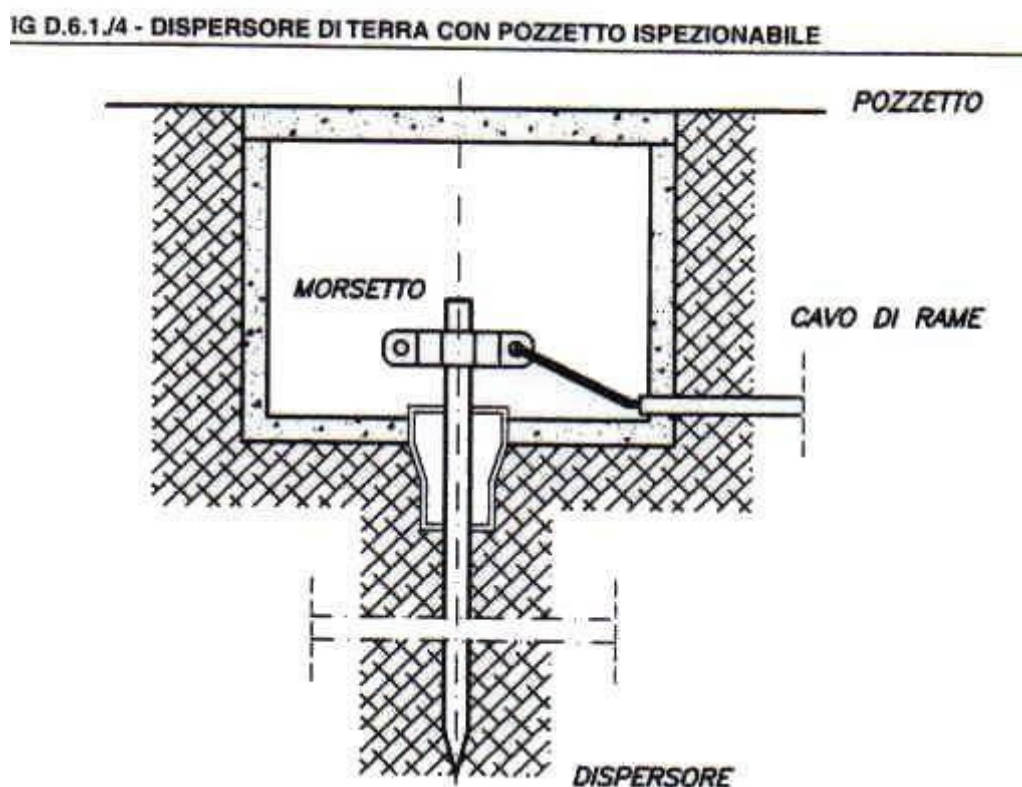 IG D.6.1./4 - DISPERSORE DI TERRA CON POZZETTO ISPEZIONABILE
POZZETTO
MORSETTO
CAVO DI RAME
DISPERSORE